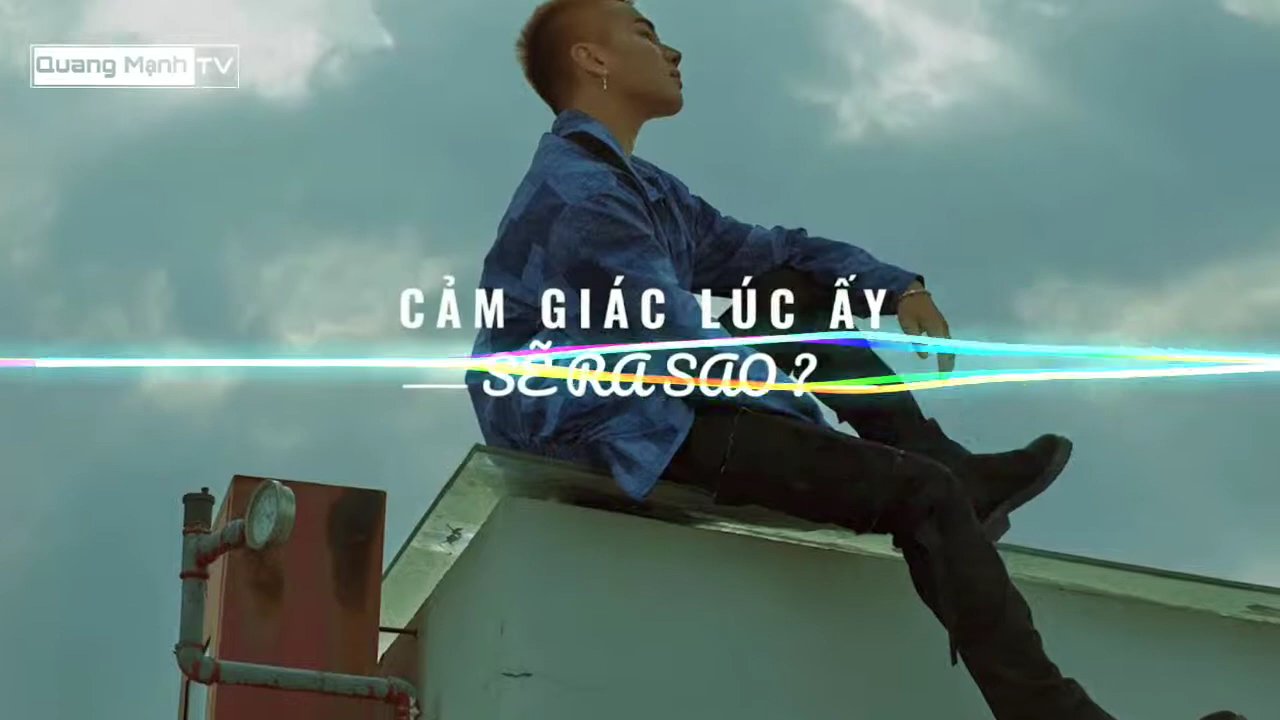 Quang Mạnh TV
CẢM GIÁC LÚC ẤY
SẼ RA SAO ?